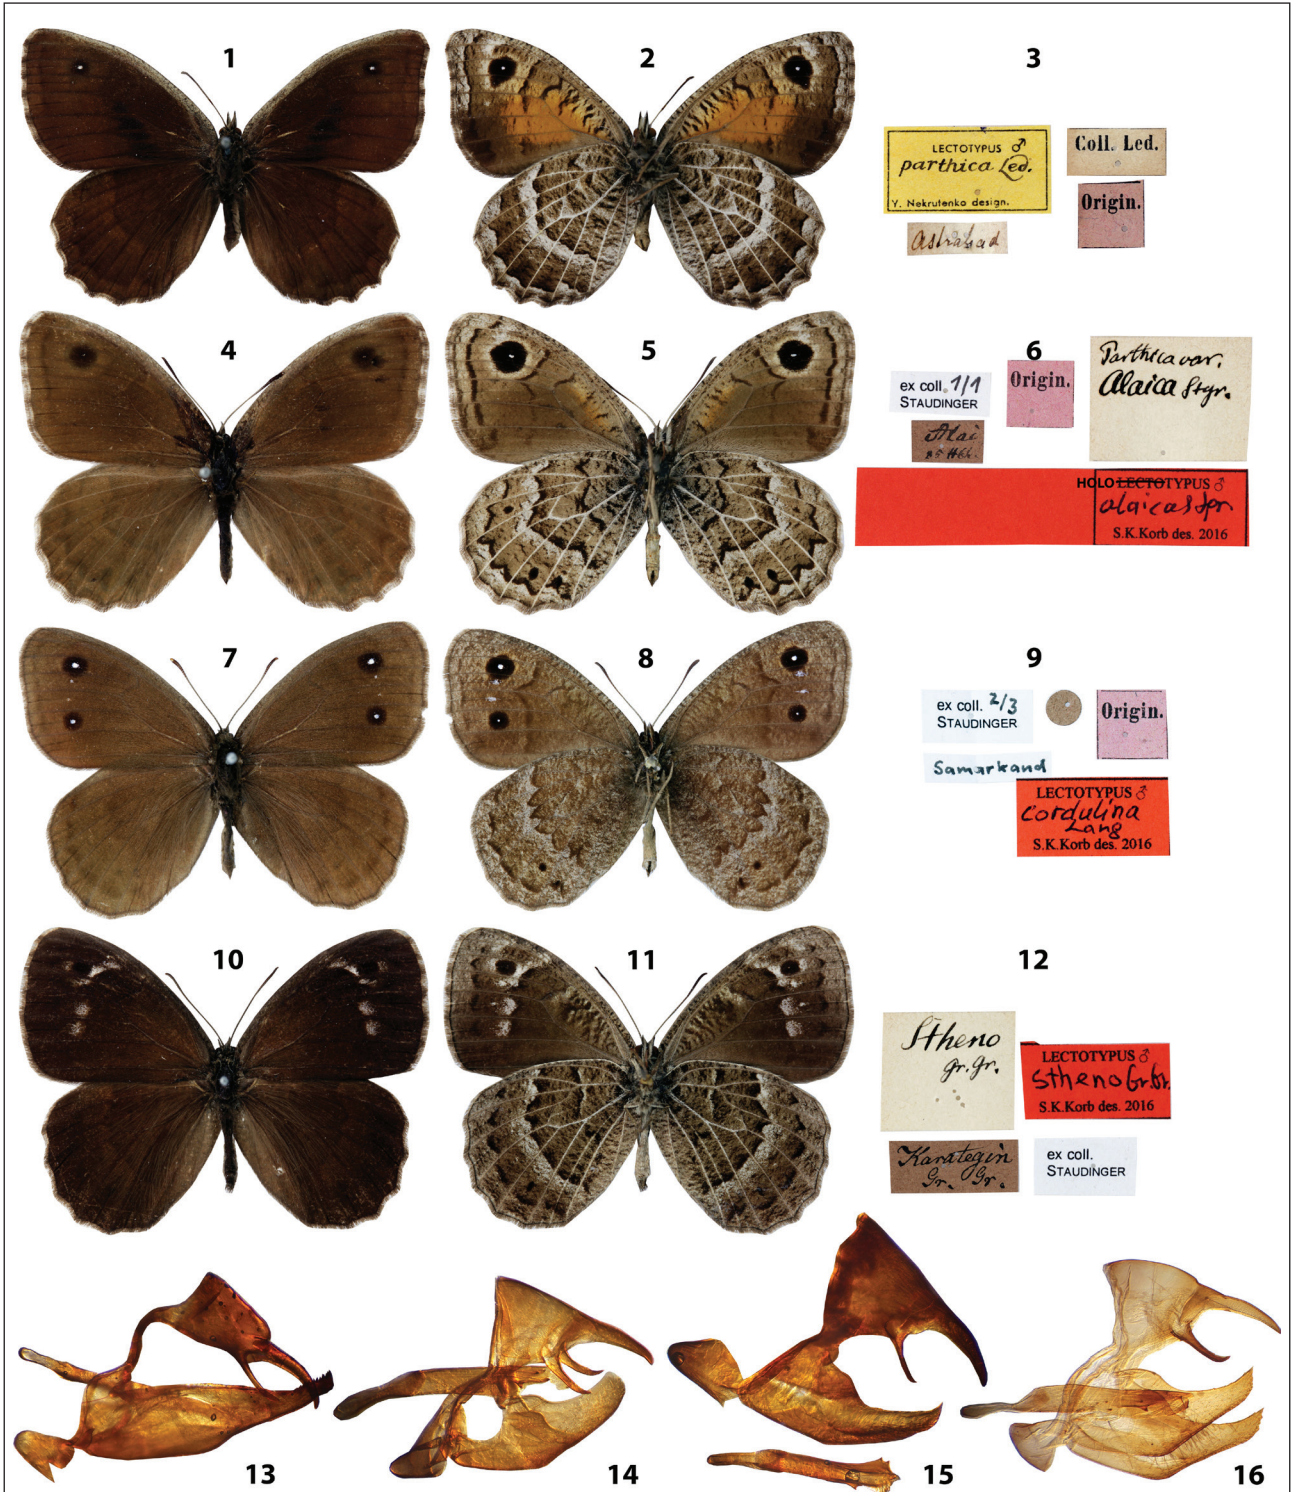 1
2
3
LECTOTYPUS ♂
parthica Led.
Y. Nekrutenko design.
Coll. Led.
Origin.
Astrabad
4
5
6
ex coll. 1/1
STAUDINGER
Origin.
Parthica var.
Alaica Stgr.
Alai
HOLO LECTOTYPUS ♂
alaica Stgr
S.K.Korb des. 2016
7
8
9
ex coll. 2/3
STAUDINGER
Origin.
Samarkand
LECTOTYPUS ♂
cordulina
Lang
S.K.Korb des. 2016
10
11
12
Stheno
Gr. Gr.
LECTOTYPUS ♂
stheno Gr.Gr.
S.K.Korb des. 2016
Karategin
Gr. Gr.
ex coll.
STAUDINGER
13
14
15
16